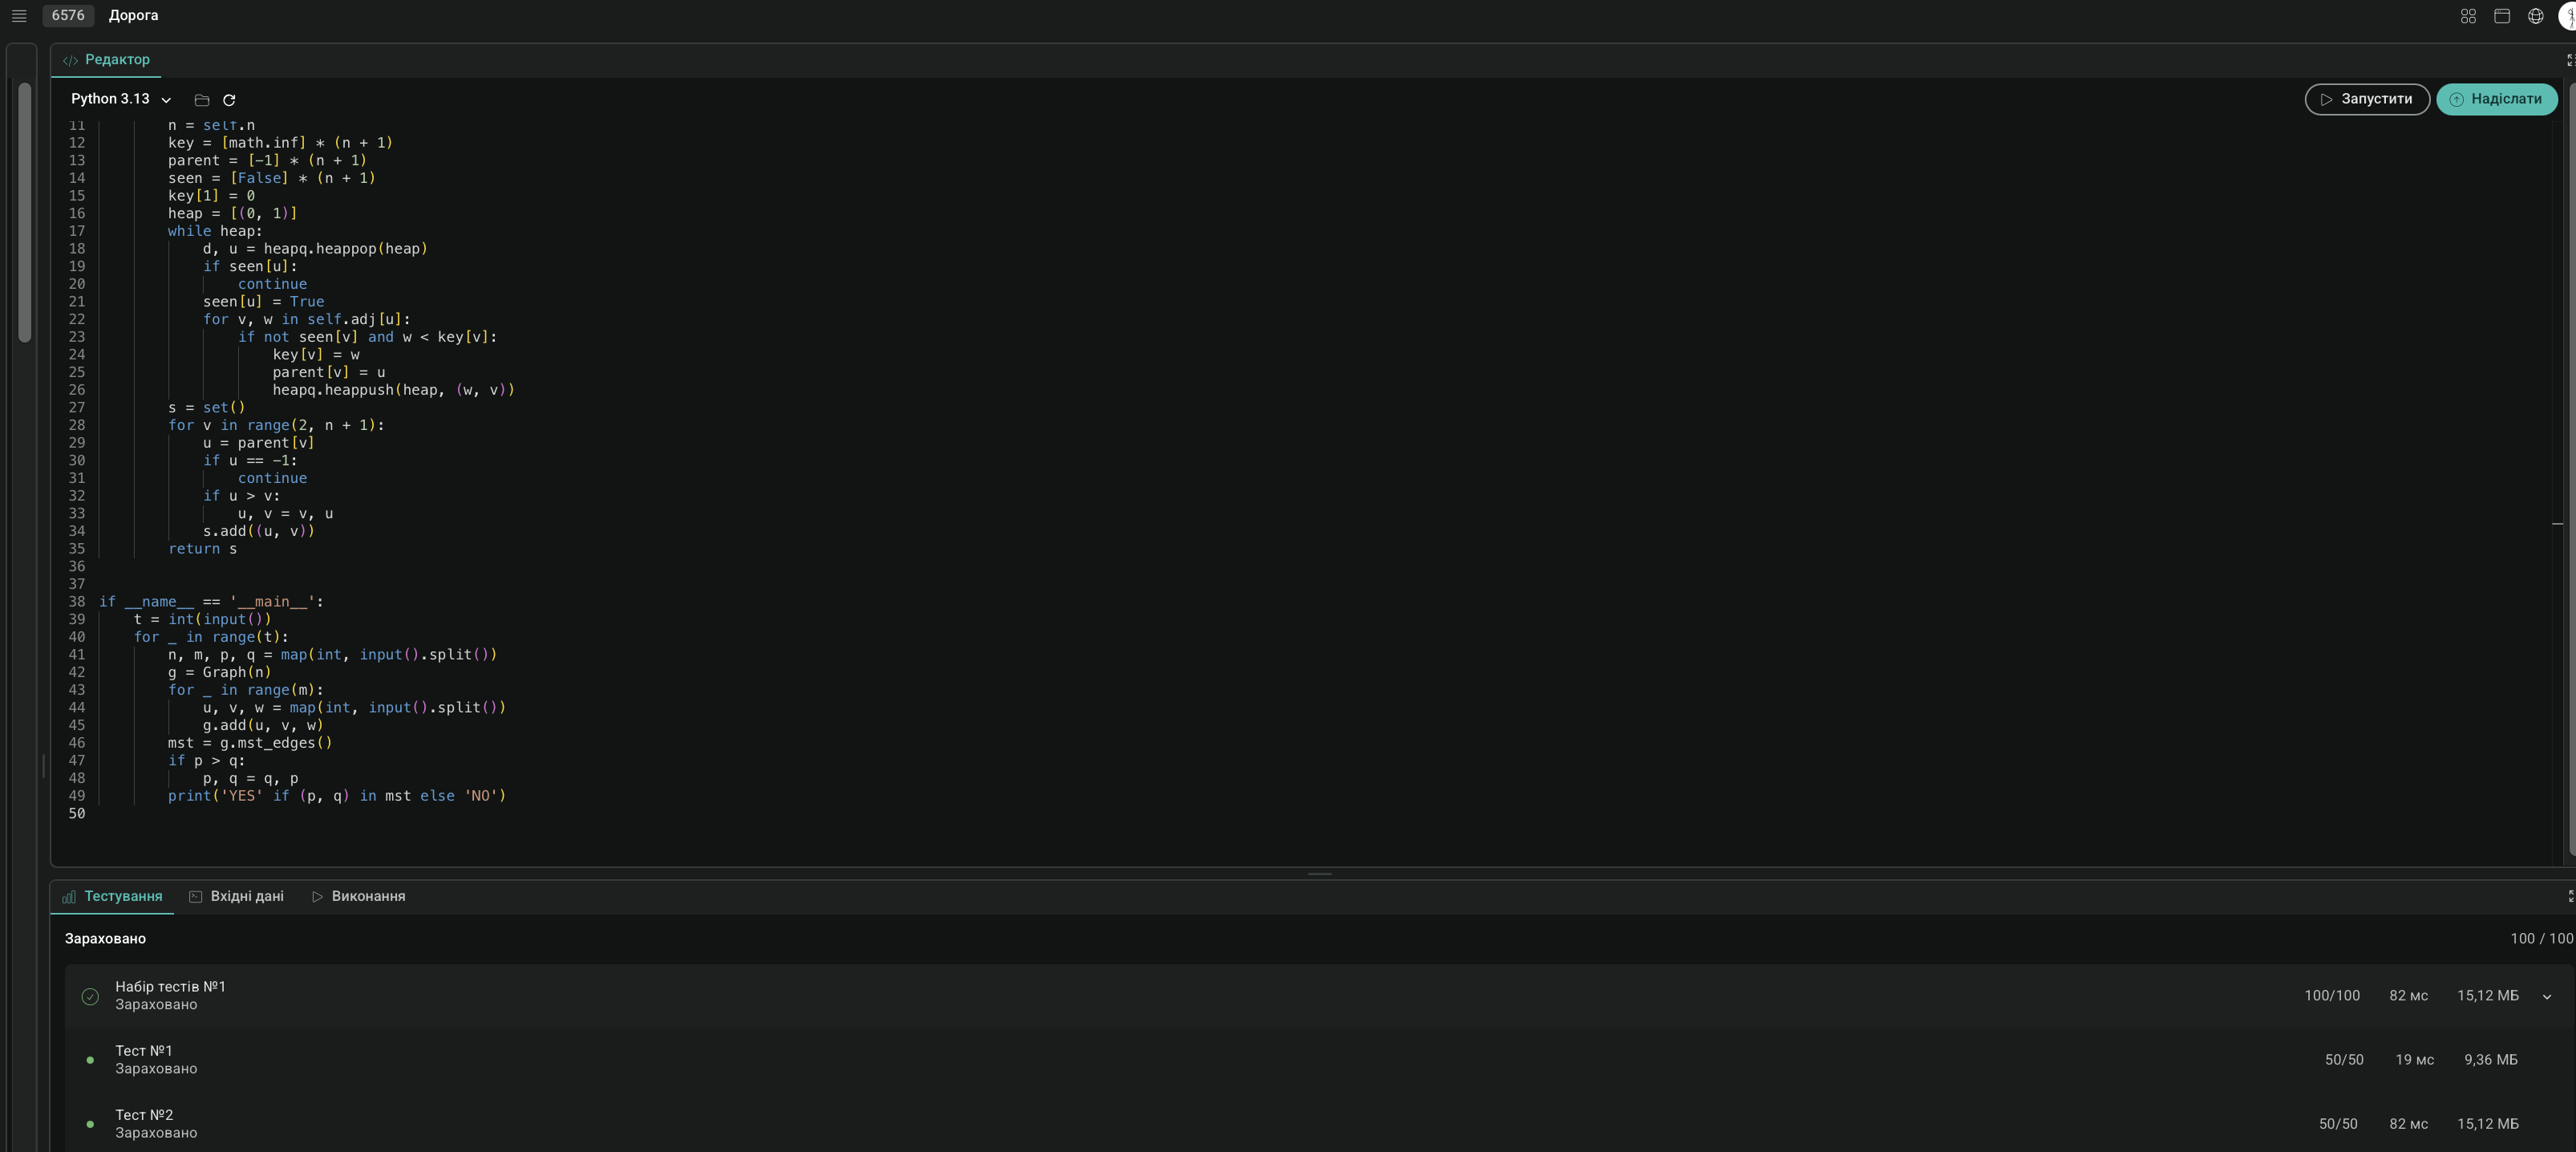 6576 Дорога
Редактор
Python 3.13
Запустити
Надіслати
11 n = self.n
12 key = [math.inf] * (n + 1)
13 parent = [-1] * (n + 1)
14 seen = [False] * (n + 1)
15 key[1] = 0
16 heap = [(0, 1)]
17 while heap:
18 d, u = heapq.heappop(heap)
19 if seen[u]:
20 continue
21 seen[u] = True
22 for v, w in self.adj[u]:
23 if not seen[v] and w < key[v]:
24 key[v] = w
25 parent[v] = u
26 heapq.heappush(heap, (w, v))
27 s = set()
28 for v in range(2, n + 1):
29 u = parent[v]
30 if u == -1:
31 continue
32 if u > v:
33 u, v = v, u
34 s.add((u, v))
35 return s
36
37
38 if __name__ == '__main__':
39 t = int(input())
40 for _ in range(t):
41 n, m, p, q = map(int, input().split())
42 g = Graph(n)
43 for _ in range(m):
44 u, v, w = map(int, input().split())
45 g.add(u, v, w)
46 mst = g.mst_edges()
47 if p > q:
48 p, q = q, p
49 print('YES' if (p, q) in mst else 'NO')
50
Тестування Вхідні дані Виконання
Зараховано 100 / 100
Набір тестів №1
Зараховано
100/100 82 мс 15,12 МБ
Тест №1
Зараховано
50/50 19 мс 9,36 МБ
Тест №2
Зараховано
50/50 82 мс 15,12 МБ